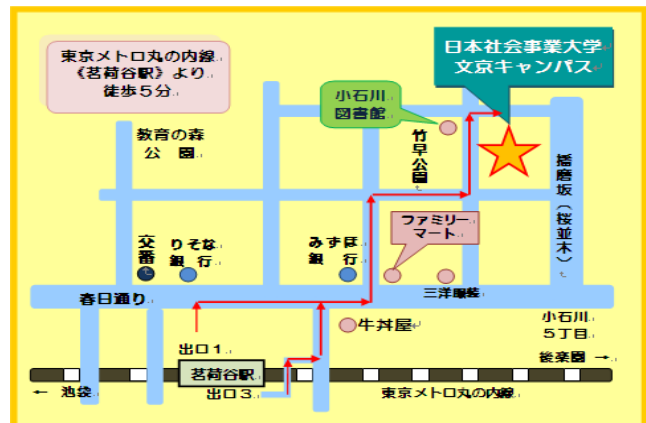 東京メトロ丸の内線
《茗荷谷駅》より
徒歩５分
日本社会事業大学
文京キャンパス
小石川
図書館
教育の森
公　園
竹早公園
播磨坂（桜並木）
交番
りそな
銀　行
みずほ
銀　行
ファミリー
マート
春日通り
三洋服装
小石川
５丁目
牛丼屋
出口１
後楽園 →
茗荷谷駅
← 池袋
出口３
東京メトロ丸の内線